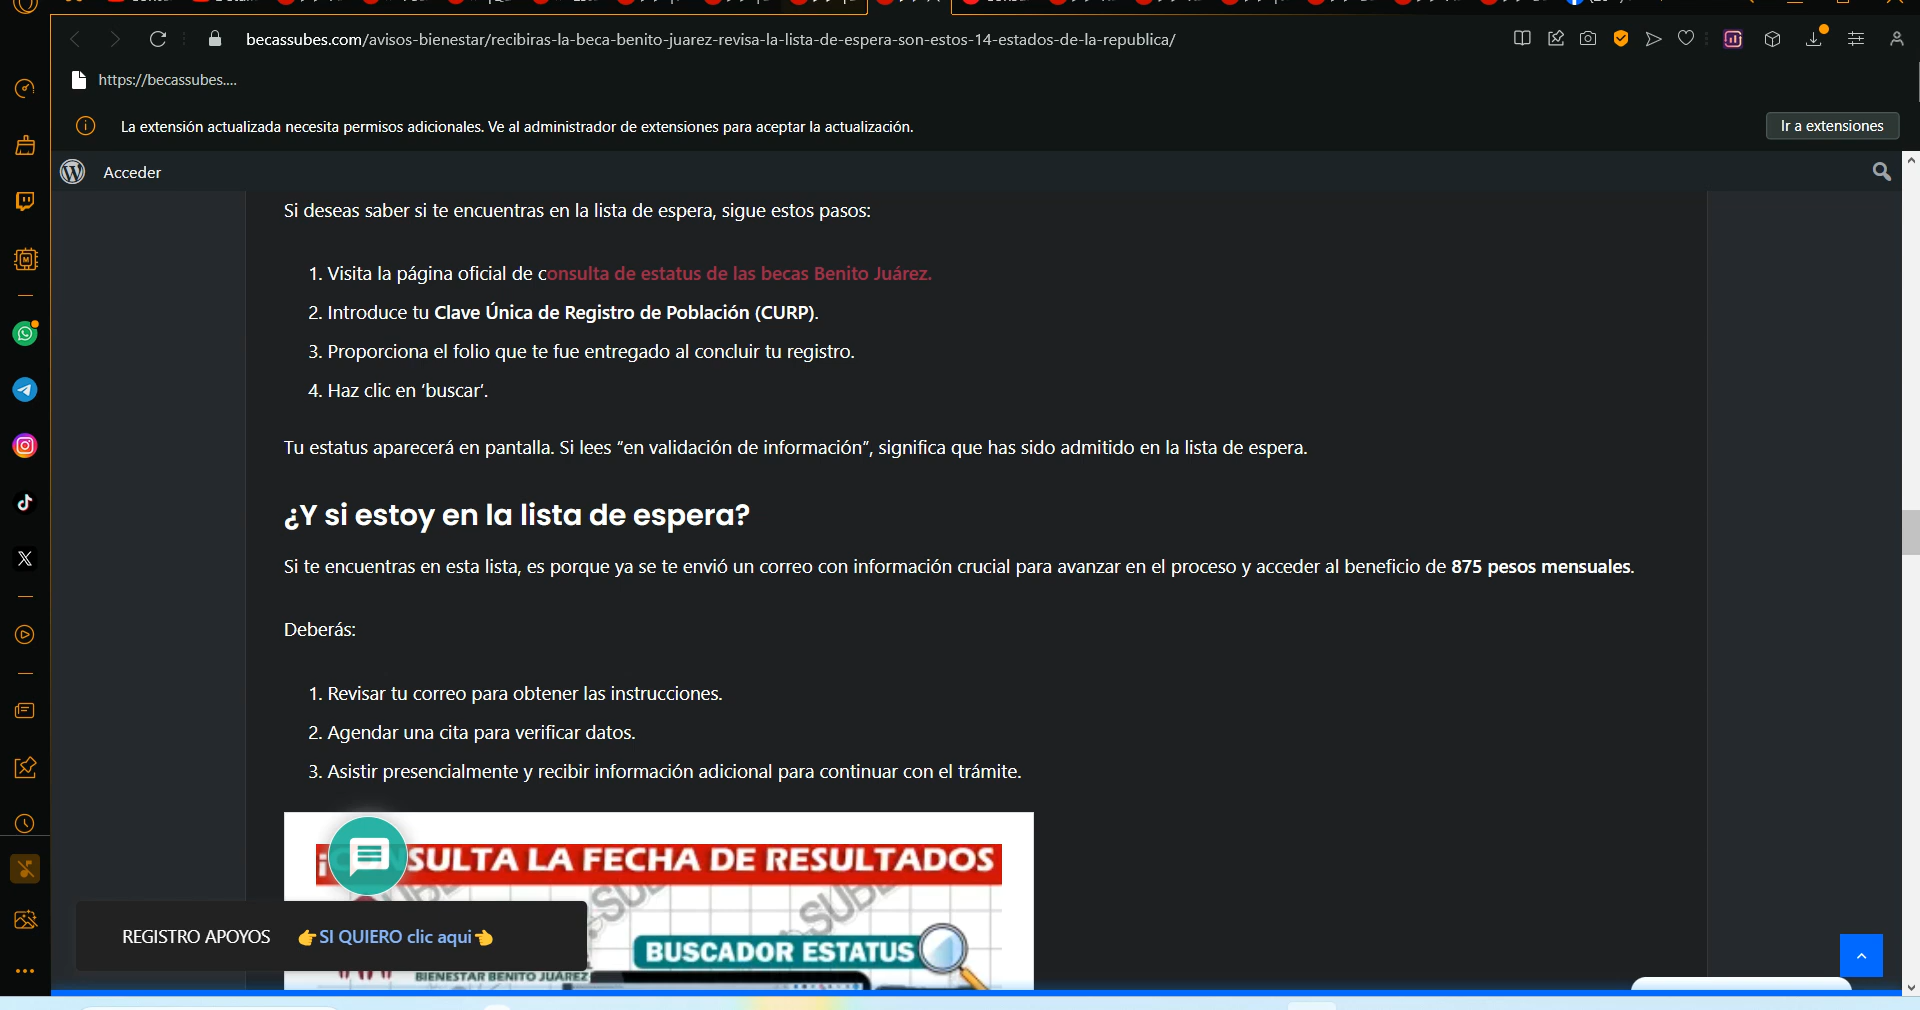 becassubes.com/avisos-bienestar/recibiras-la-beca-benito-juarez-revisa-la-lista-de-espera-son-estos-14-estados-de-la-republica/
https://becassubes....
La extensión actualizada necesita permisos adicionales. Ve al administrador de extensiones para aceptar la actualización.
Ir a extensiones
Acceder
Si deseas saber si te encuentras en la lista de espera, sigue estos pasos:
1. Visita la página oficial de consulta de estatus de las becas Benito Juárez.
2. Introduce tu Clave Única de Registro de Población (CURP).
3. Proporciona el folio que te fue entregado al concluir tu registro.
4. Haz clic en ‘buscar’.
Tu estatus aparecerá en pantalla. Si lees “en validación de información”, significa que has sido admitido en la lista de espera.
¿Y si estoy en la lista de espera?
Si te encuentras en esta lista, es porque ya se te envió un correo con información crucial para avanzar en el proceso y acceder al beneficio de 875 pesos mensuales.
Deberás:
1. Revisar tu correo para obtener las instrucciones.
2. Agendar una cita para verificar datos.
3. Asistir presencialmente y recibir información adicional para continuar con el trámite.
SULTA LA FECHA DE RESULTADOS
REGISTRO APOYOS 👉SI QUIERO clic aqui👈
BUSCADOR ESTATUS
BIENESTAR BENITO JUÁREZ